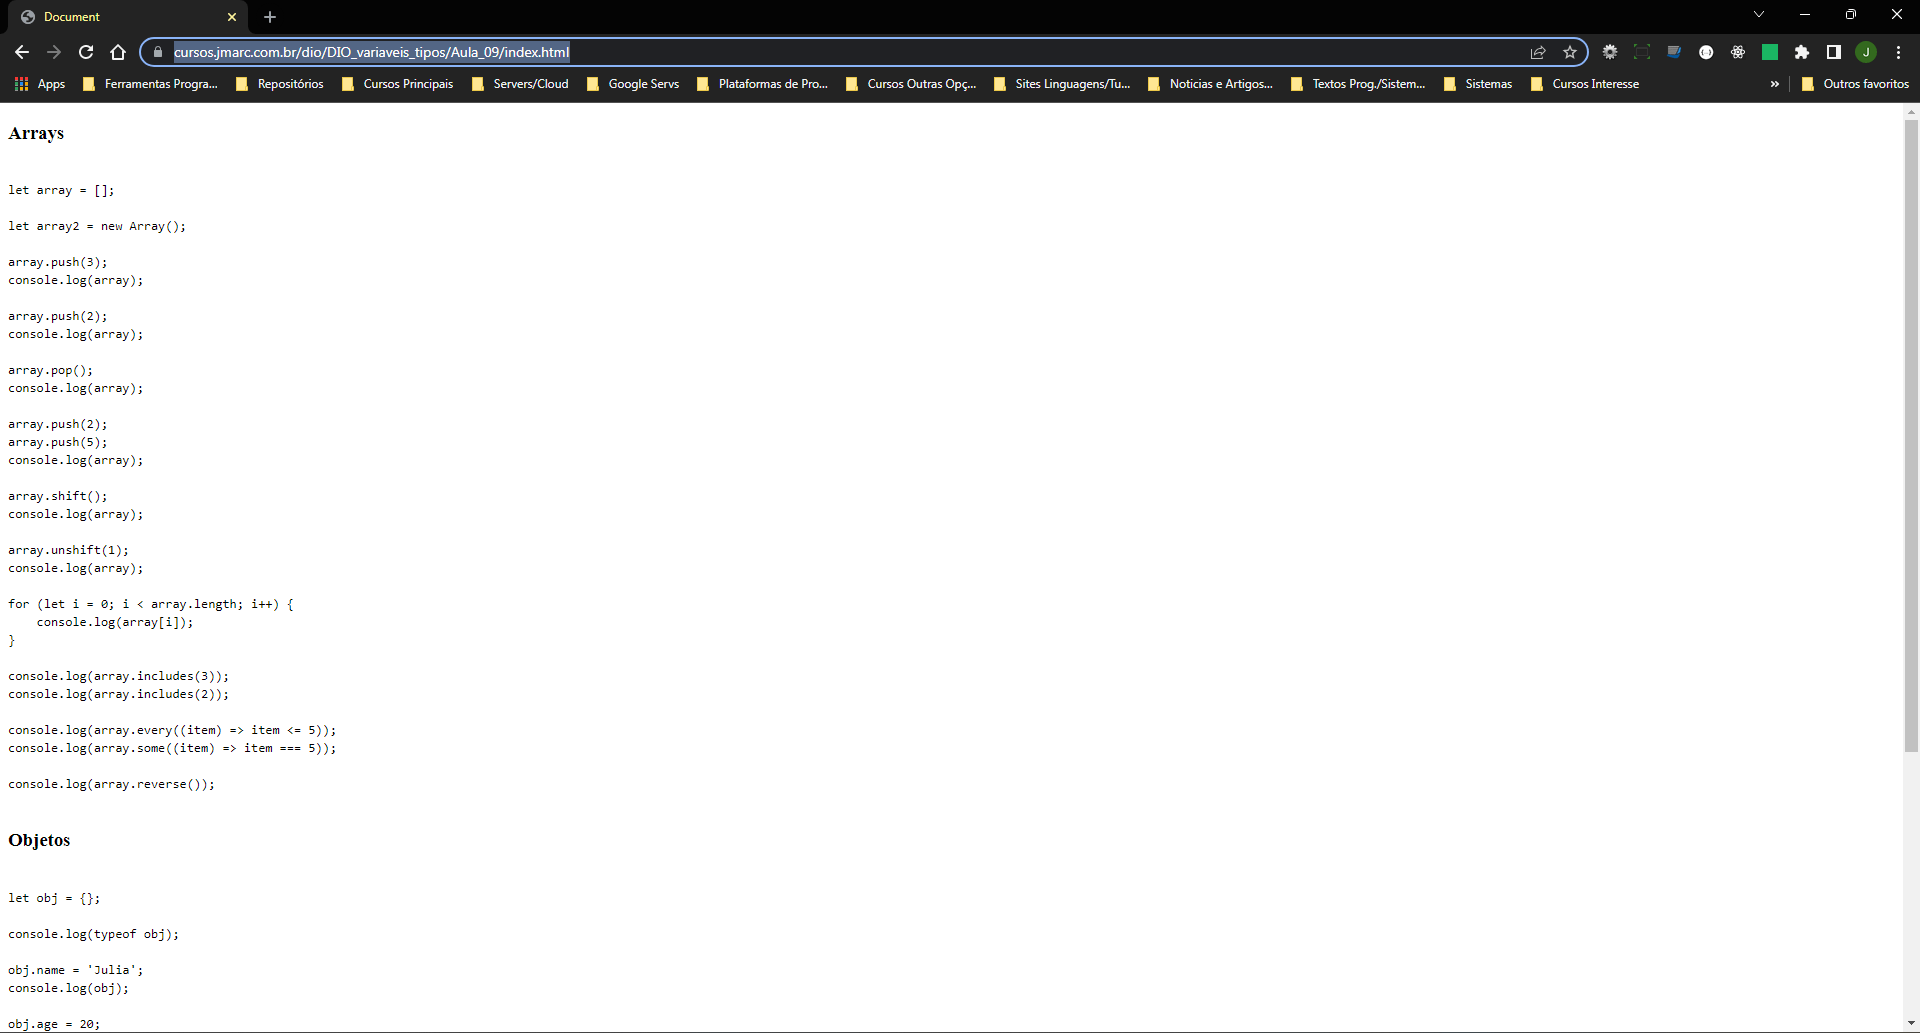 Document
cursos.jmarc.com.br/dio/DIO_variaveis_tipos/Aula_09/index.html
J
Apps
Ferramentas Progra...
Repositórios
Cursos Principais
Servers/Cloud
Google Servs
Plataformas de Pro...
Cursos Outras Opç...
Sites Linguagens/Tu...
Noticias e Artigos...
Textos Prog./Sistem...
Sistemas
Cursos Interesse
»
Outros favoritos
Arrays
let array = [];
let array2 = new Array();
array.push(3);
console.log(array);
array.push(2);
console.log(array);
array.pop();
console.log(array);
array.push(2);
array.push(5);
console.log(array);
array.shift();
console.log(array);
array.unshift(1);
console.log(array);
for (let i = 0; i < array.length; i++) {
    console.log(array[i]);
}
console.log(array.includes(3));
console.log(array.includes(2));
console.log(array.every((item) => item <= 5));
console.log(array.some((item) => item === 5));
console.log(array.reverse());
Objetos
let obj = {};
console.log(typeof obj);
obj.name = 'Julia';
console.log(obj);
obj.age = 20;